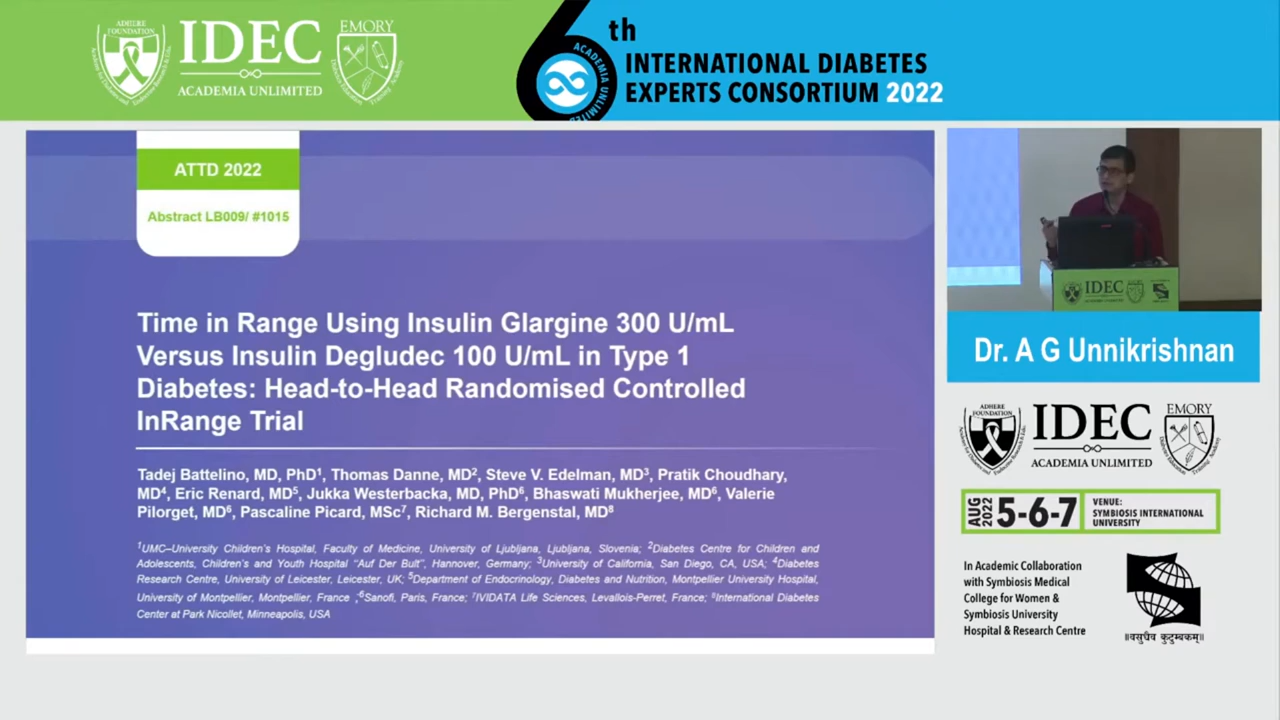 ADHERE
FOUNDATION
IDEC
ACADEMIA UNLIMITED
EMORY
ACADEMIA UNLIMITED
th
INTERNATIONAL DIABETES
EXPERTS CONSORTIUM 2022
ATTD 2022
Abstract LB009/ #1015
Time in Range Using Insulin Glargine 300 U/mL
Versus Insulin Degludec 100 U/mL in Type 1
Diabetes: Head-to-Head Randomised Controlled
InRange Trial
Tadej Battelino, MD, PhD¹, Thomas Danne, MD², Steve V. Edelman, MD³, Pratik Choudhary,
MD⁴, Eric Renard, MD⁵, Jukka Westerbacka, MD, PhD⁶, Bhaswati Mukherjee, MD⁶, Valerie
Pilorget, MD⁶, Pascaline Picard, MSc⁷, Richard M. Bergenstal, MD⁸
¹UMC–University Children's Hospital, Faculty of Medicine, University of Ljubljana, Ljubljana, Slovenia; ²Diabetes Centre for Children and
Adolescents, Children's and Youth Hospital "Auf Der Bult", Hannover, Germany; ³University of California, San Diego, CA, USA; ⁴Diabetes
Research Centre, University of Leicester, Leicester, UK; ⁵Department of Endocrinology, Diabetes and Nutrition, Montpellier University Hospital,
University of Montpellier, Montpellier, France ;⁶Sanofi, Paris, France; ⁷IVIDATA Life Sciences, Levallois-Perret, France; ⁸International Diabetes
Center at Park Nicollet, Minneapolis, USA
IDEC
Dr. A G Unnikrishnan
ADHERE
FOUNDATION
IDEC
ACADEMIA UNLIMITED
EMORY
AUG 2022 5-6-7
VENUE:
SYMBIOSIS INTERNATIONAL
UNIVERSITY
In Academic Collaboration
with Symbiosis Medical
College for Women &
Symbiosis University
Hospital & Research Centre
॥वसुधैव कुटुम्बकम्॥